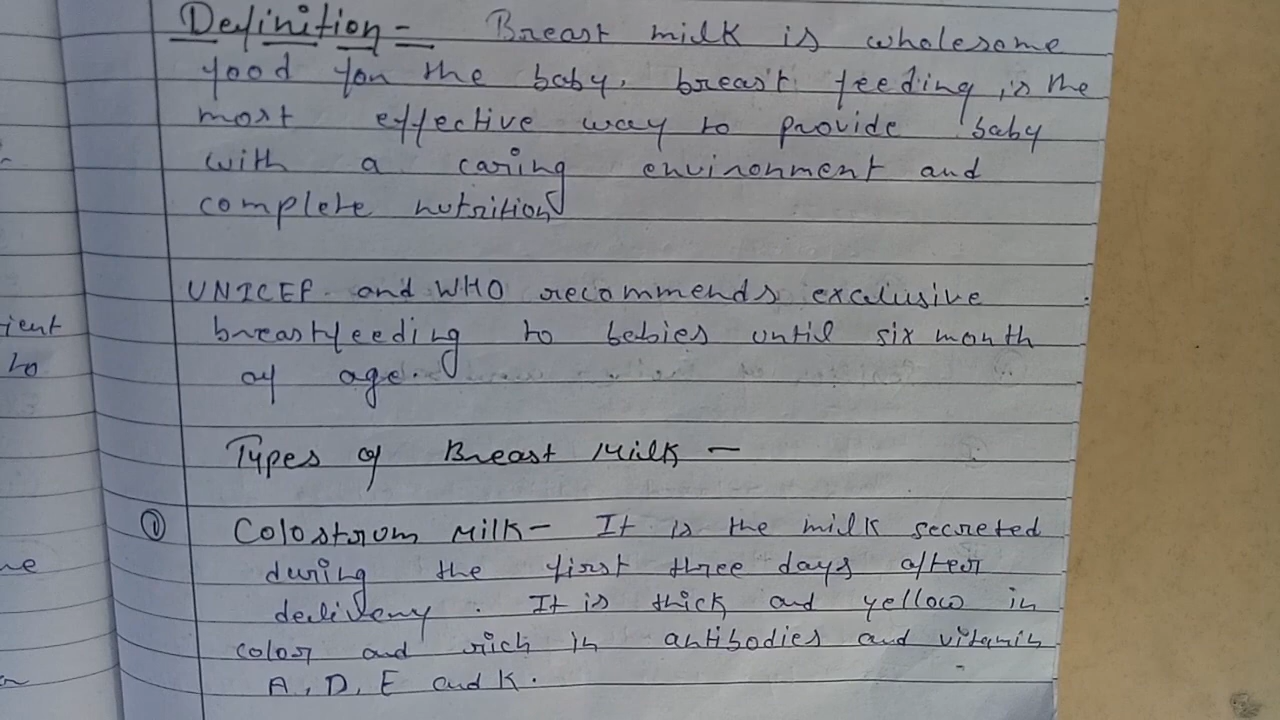 Definition - Breast milk is wholesome
food for the baby. breast feeding is the
most effective way to provide baby
with a caring environment and
complete nutrition
UNICEF and WHO recommends exclusive
breastfeeding to babies until six month
of age.
Types of Breast Milk -
① Colostrum Milk - It is the milk secreted
during the first three days after
delivery. It is thick and yellow in
color and rich in antibodies and vitamin
A, D, E and K.
ient
to